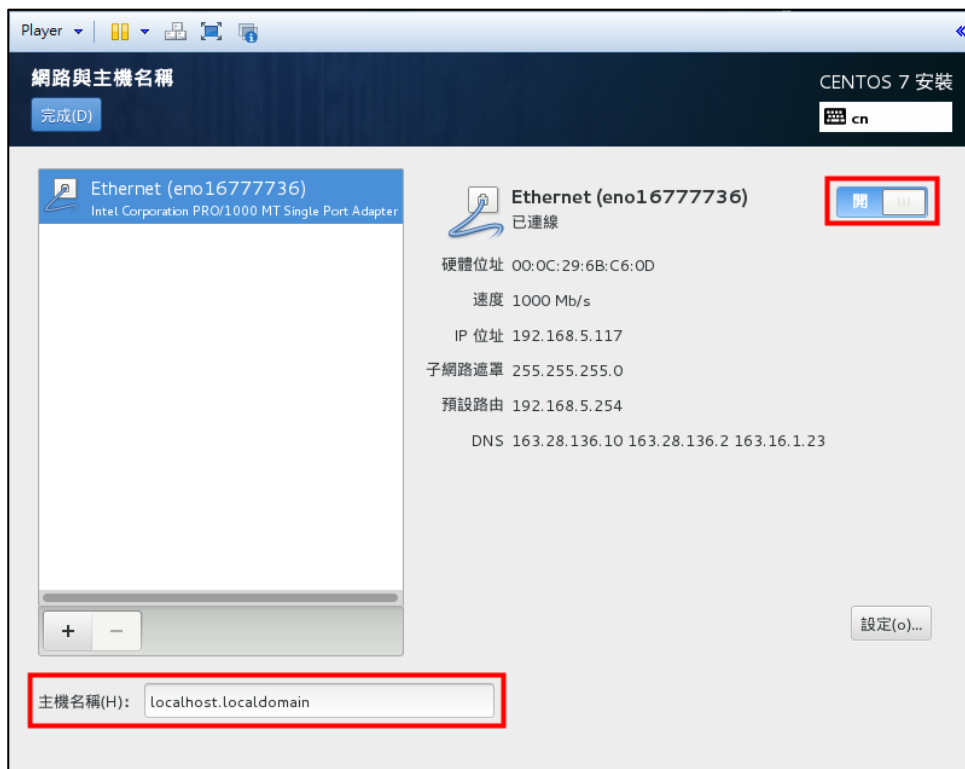 Player
網路與主機名稱
完成(D)
CENTOS 7 安裝
cn
Ethernet (eno16777736)
Intel Corporation PRO/1000 MT Single Port Adapter
Ethernet (eno16777736)
已連線
開
硬體位址 00:0C:29:6B:C6:0D
速度 1000 Mb/s
IP 位址 192.168.5.117
子網路遮罩 255.255.255.0
預設路由 192.168.5.254
DNS 163.28.136.10 163.28.136.2 163.16.1.23
+ −
設定(o)...
主機名稱(H): localhost.localdomain